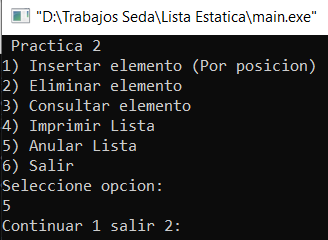 "D:\Trabajos Seda\Lista Estatica\main.exe"
Practica 2
1) Insertar elemento (Por posicion)
2) Eliminar elemento
3) Consultar elemento
4) Imprimir Lista
5) Anular Lista
6) Salir
Seleccione opcion:
5
Continuar 1 salir 2: